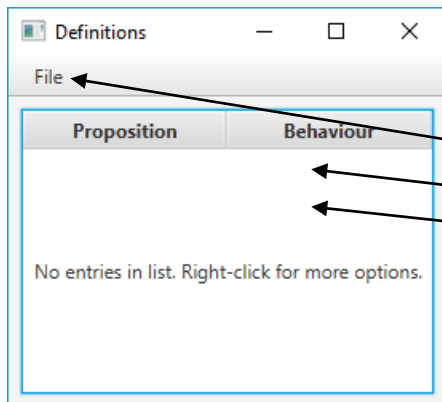 Definitions
File
Proposition Behaviour
No entries in list. Right-click for more options.